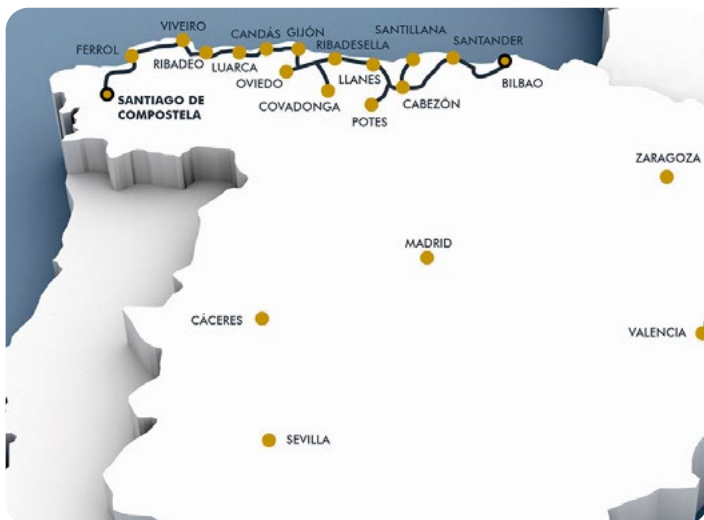 VIVEIRO
CANDÁS
GIJÓN
SANTILLANA
FERROL
RIBADESELLA
SANTANDER
RIBADEO
LUARCA
OVIEDO
LLANES
BILBAO
SANTIAGO DE
COMPOSTELA
COVADONGA
CABEZÓN
POTES
ZARAGOZA
MADRID
CÁCERES
VALENCIA
SEVILLA